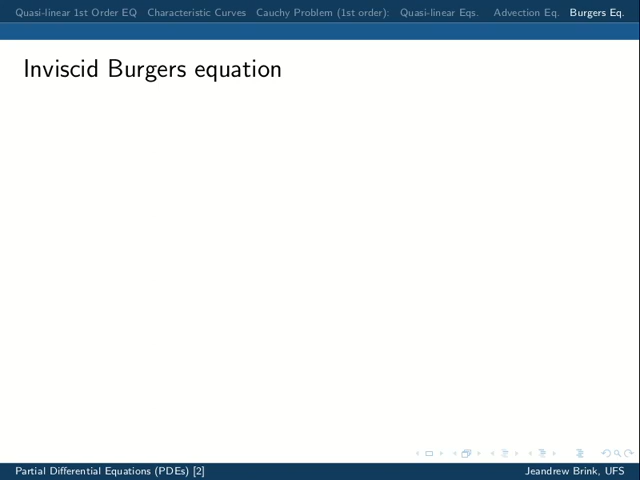 Quasi-linear 1st Order EQ Characteristic Curves Cauchy Problem (1st order): Quasi-linear Eqs. Advection Eq. Burgers Eq.
Inviscid Burgers equation
Partial Differential Equations (PDEs) [2] Jeandrew Brink, UFS